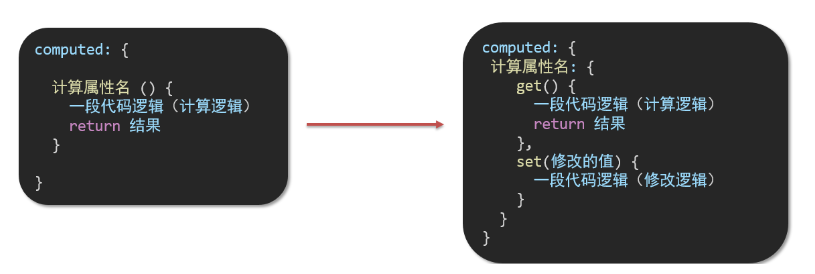 computed: {
计算属性名 () {
一段代码逻辑（计算逻辑）
return 结果
}
}
computed: {
计算属性名: {
get() {
一段代码逻辑（计算逻辑）
return 结果
},
set(修改的值) {
一段代码逻辑（修改逻辑）
}
}
}